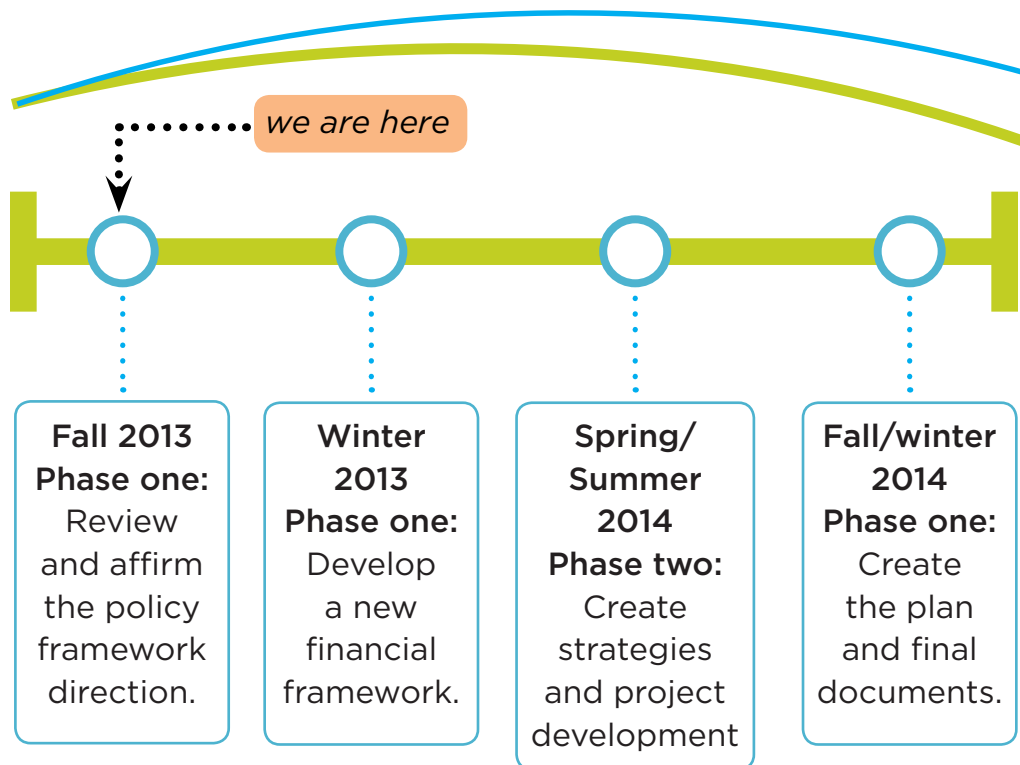 we are here
Fall 2013
Phase one:
Review
and affirm
the policy
framework
direction.
Winter
2013
Phase one:
Develop
a new
financial
framework.
Spring/
Summer
2014
Phase two:
Create
strategies
and project
development
Fall/winter
2014
Phase one:
Create
the plan
and final
documents.